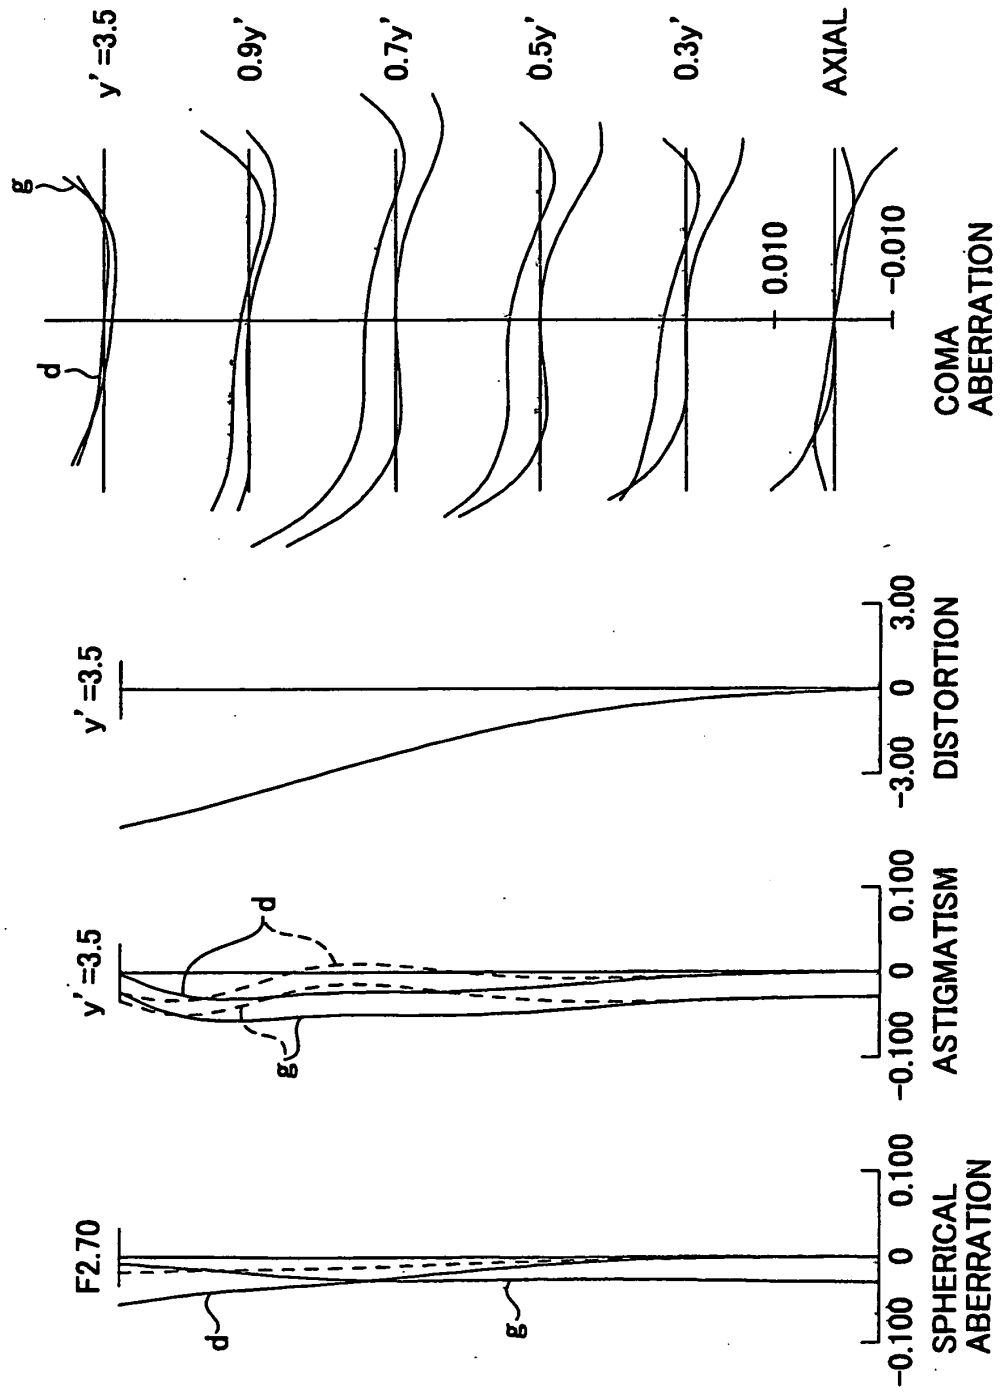 F2.70
d
g
-0.100
0
0.100
SPHERICAL
ABERRATION
y'=3.5
d
g
-0.100
0
0.100
ASTIGMATISM
y'=3.5
-3.00
0
3.00
DISTORTION
d
g
y'=3.5
0.9y'
0.7y'
0.5y'
0.3y'
0.010
AXIAL
-0.010
COMA
ABERRATION